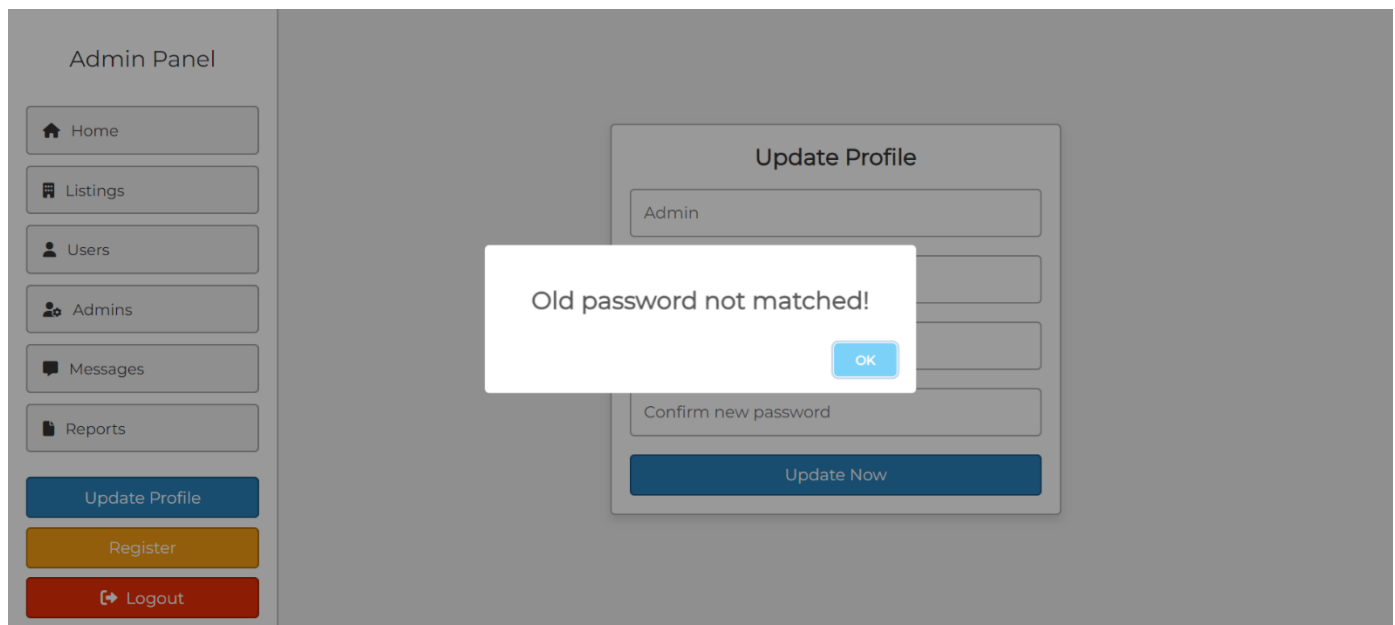 Admin Panel
Home
Listings
Users
Admins
Messages
Reports
Update Profile
Register
Logout
Update Profile
Admin
Old password not matched!
OK
Confirm new password
Update Now